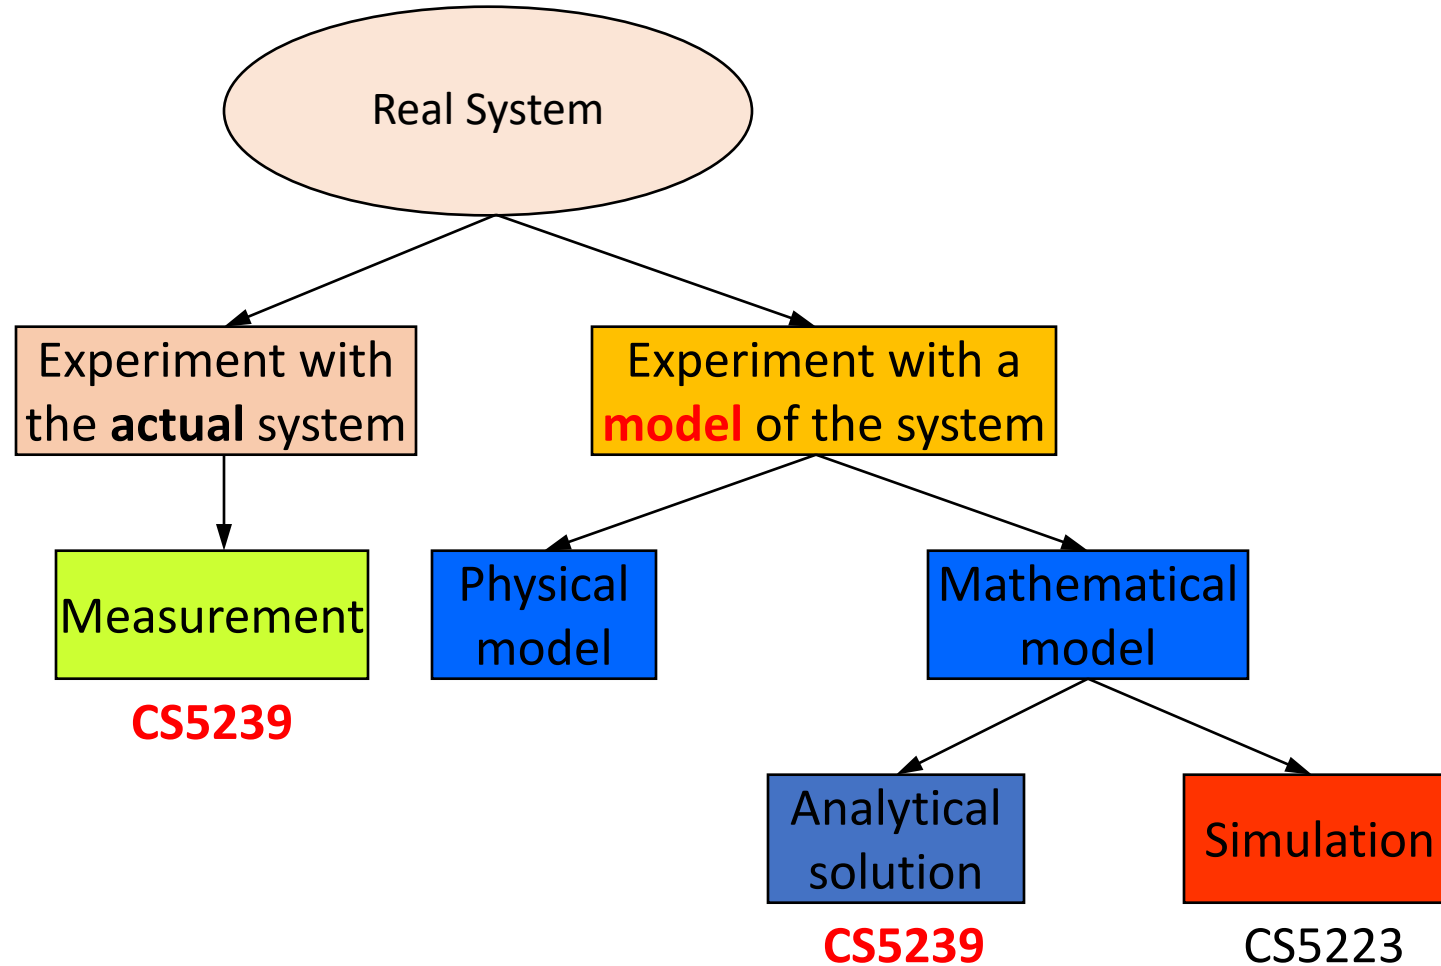 Real System
Experiment with
the actual system
Experiment with a
model of the system
Measurement
Physical
model
Mathematical
model
CS5239
Analytical
solution
Simulation
CS5239
CS5223